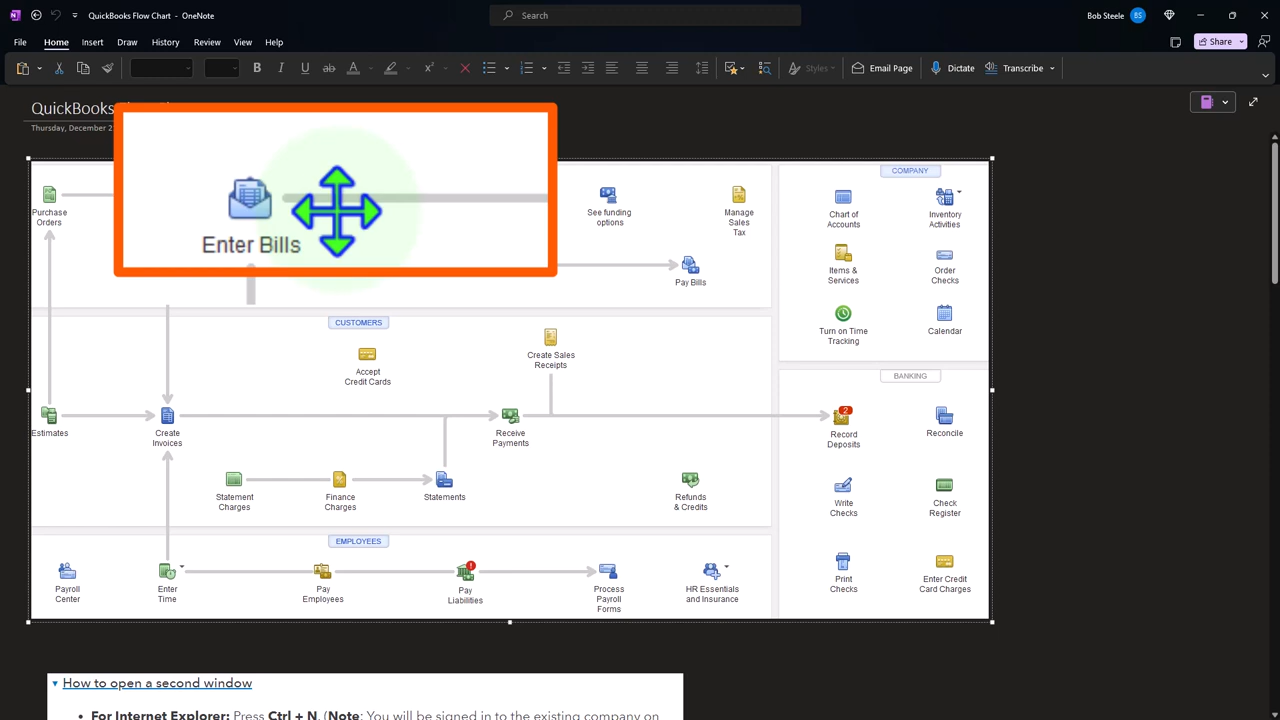 QuickBooks Flow Chart - OneNote
Search
Bob Steele
BS
File
Home
Insert
Draw
History
Review
View
Help
Share
B
I
U
ab
A
Styles
Email Page
Dictate
Transcribe
QuickBooks
Thursday, December 2
Enter Bills
Purchase
Orders
See funding
options
Manage
Sales
Tax
Pay Bills
COMPANY
Chart of
Accounts
Inventory
Activities
Items &
Services
Order
Checks
Turn on Time
Tracking
Calendar
CUSTOMERS
Accept
Credit Cards
Create Sales
Receipts
Estimates
Create
Invoices
Receive
Payments
Statement
Charges
Finance
Charges
Statements
Refunds
& Credits
BANKING
2
Record
Deposits
Reconcile
Write
Checks
Check
Register
Print
Checks
Enter Credit
Card Charges
EMPLOYEES
Payroll
Center
Enter
Time
Pay
Employees
Pay
Liabilities
Process
Payroll
Forms
HR Essentials
and Insurance
How to open a second window
• For Internet Explorer: Press Ctrl + N. (Note: You will be signed in to the existing company on